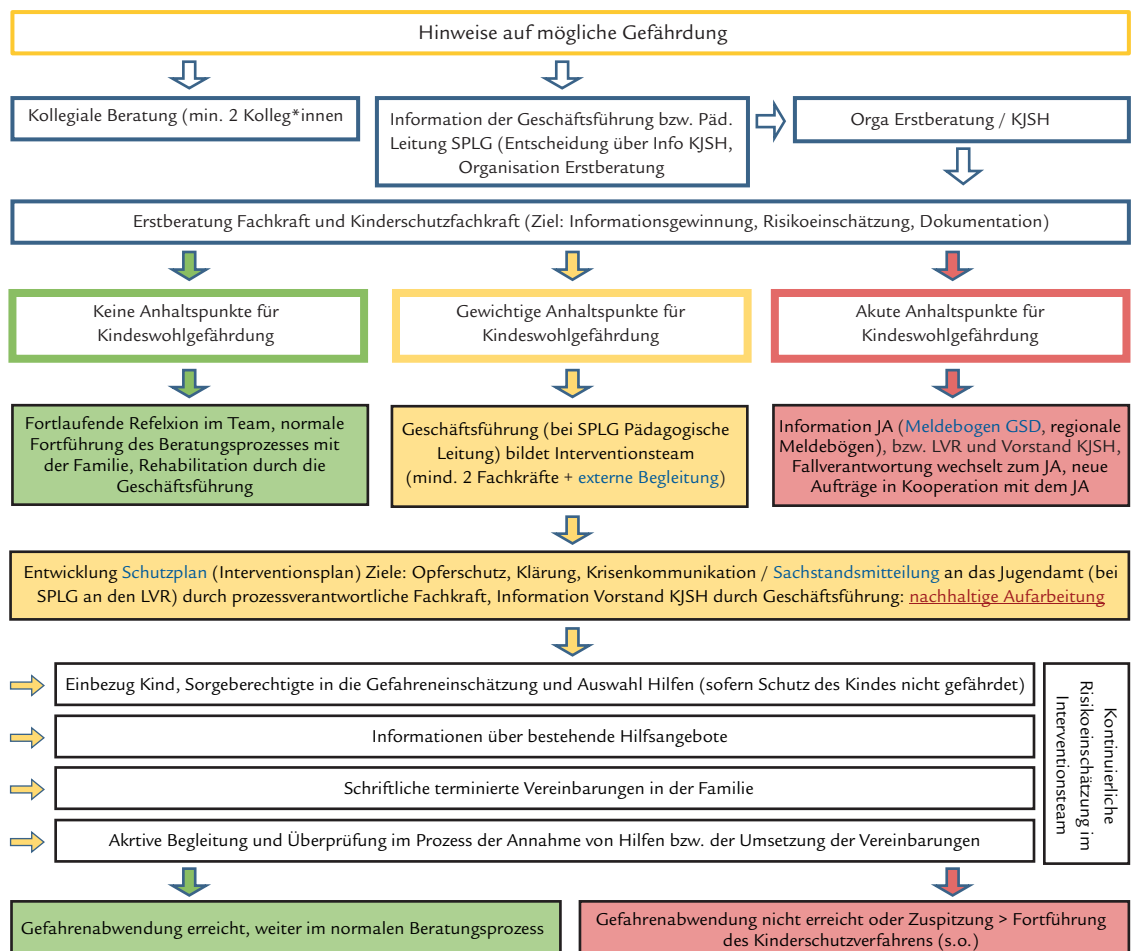 Hinweise auf mögliche Gefährdung
Kollegiale Beratung (min. 2 Kolleg*innen
Information der Geschäftsführung bzw. Päd.
Leitung SPLG (Entscheidung über Info KJSH,
Organisation Erstberatung
Orga Erstberatung / KJSH
Erstberatung Fachkraft und Kinderschutzfachkraft (Ziel: Informationsgewinnung, Risikoeinschätzung, Dokumentation)
Keine Anhaltspunkte für
Kindeswohlgefährdung
Gewichtige Anhaltspunkte für
Kindeswohlgefährdung
Akute Anhaltspunkte für
Kindeswohlgefährdung
Fortlaufende Refelxion im Team, normale
Fortführung des Beratungsprozesses mit
der Familie, Rehabilitation durch die
Geschäftsführung
Geschäftsführung (bei SPLG Pädagogische
Leitung) bildet Interventionsteam
(mind. 2 Fachkräfte + externe Begleitung)
Information JA (Meldebogen GSD, regionale
Meldebögen), bzw. LVR und Vorstand KJSH,
Fallverantwortung wechselt zum JA, neue
Aufträge in Kooperation mit dem JA
Entwicklung Schutzplan (Interventionsplan) Ziele: Opferschutz, Klärung, Krisenkommunikation / Sachstandsmitteilung an das Jugendamt (bei
SPLG an den LVR) durch prozessverantwortliche Fachkraft, Information Vorstand KJSH durch Geschäftsführung: nachhaltige Aufarbeitung
Einbezug Kind, Sorgeberechtigte in die Gefahreneinschätzung und Auswahl Hilfen (sofern Schutz des Kindes nicht gefährdet)
Informationen über bestehende Hilfsangebote
Schriftliche terminierte Vereinbarungen in der Familie
Akrtive Begleitung und Überprüfung im Prozess der Annahme von Hilfen bzw. der Umsetzung der Vereinbarungen
Kontinuierliche
Risikoeinschätzung im
Interventionsteam
Gefahrenabwendung erreicht, weiter im normalen Beratungsprozess
Gefahrenabwendung nicht erreicht oder Zuspitzung > Fortführung
des Kinderschutzverfahrens (s.o.)